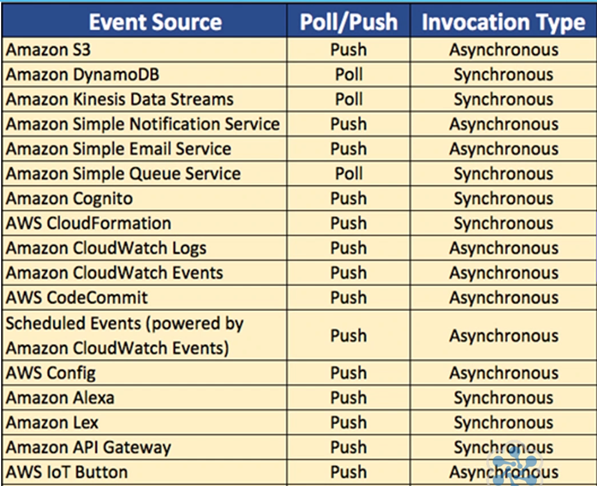 Event Source Poll/Push Invocation Type
Amazon S3 Push Asynchronous
Amazon DynamoDB Poll Synchronous
Amazon Kinesis Data Streams Poll Synchronous
Amazon Simple Notification Service Push Asynchronous
Amazon Simple Email Service Push Asynchronous
Amazon Simple Queue Service Poll Synchronous
Amazon Cognito Push Synchronous
AWS CloudFormation Push Synchronous
Amazon CloudWatch Logs Push Asynchronous
Amazon CloudWatch Events Push Asynchronous
AWS CodeCommit Push Asynchronous
Scheduled Events (powered by
Amazon CloudWatch Events) Push Asynchronous
AWS Config Push Asynchronous
Amazon Alexa Push Synchronous
Amazon Lex Push Synchronous
Amazon API Gateway Push Synchronous
AWS IoT Button Push Asynchronous